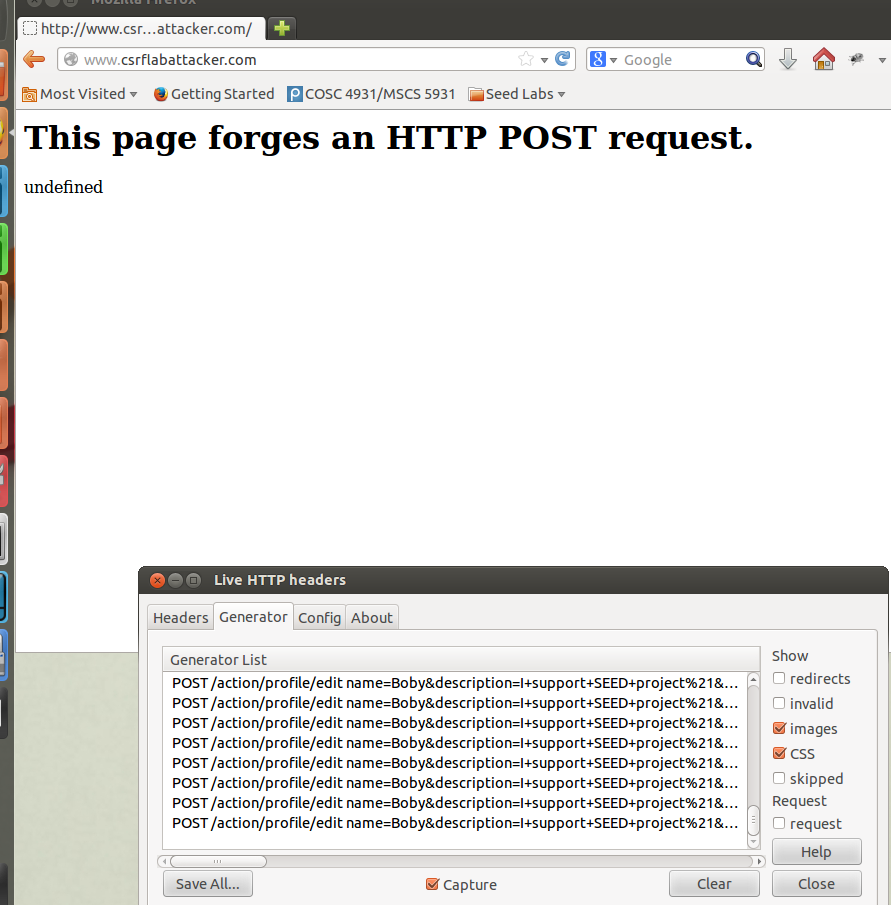 Mozilla Firefox
http://www.csr...attacker.com/
www.csrflabattacker.com
Google
Most Visited
Getting Started
COSC 4931/MSCS 5931
Seed Labs
This page forges an HTTP POST request.
undefined
Live HTTP headers
Headers Generator Config About
Generator List
POST /action/profile/edit name=Boby&description=I+support+SEED+project%21&...
POST /action/profile/edit name=Boby&description=I+support+SEED+project%21&...
POST /action/profile/edit name=Boby&description=I+support+SEED+project%21&...
POST /action/profile/edit name=Boby&description=I+support+SEED+project%21&...
POST /action/profile/edit name=Boby&description=I+support+SEED+project%21&...
POST /action/profile/edit name=Boby&description=I+support+SEED+project%21&...
POST /action/profile/edit name=Boby&description=I+support+SEED+project%21&...
POST /action/profile/edit name=Boby&description=I+support+SEED+project%21&...
Show
redirects
invalid
images
CSS
skipped
Request
request
Help
Save All...
Capture
Clear
Close